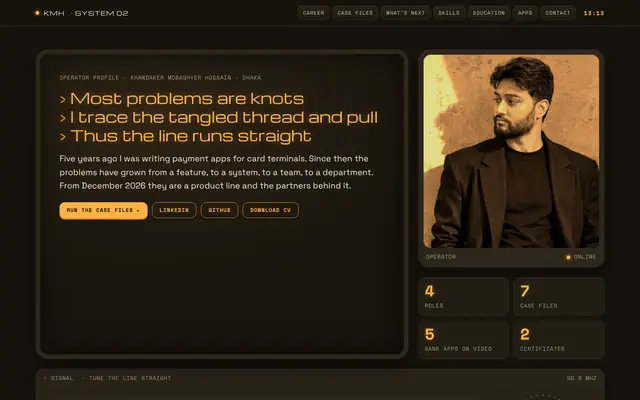 KMH · SYSTEM 02
CAREER
CASE FILES
WHAT'S NEXT
SKILLS
EDUCATION
APPS
CONTACT
13:13
OPERATOR PROFILE · KHANDAKER MOBASHYER HOSSAIN · DHAKA
> Most problems are knots
> I trace the tangled thread and pull
> Thus the line runs straight
Five years ago I was writing payment apps for card terminals. Since then the
problems have grown from a feature, to a system, to a team, to a department.
From December 2026 they are a product line and the partners behind it.
RUN THE CASE FILES ▸
LINKEDIN
GITHUB
DOWNLOAD CV
OPERATOR
ONLINE
4
ROLES
7
CASE FILES
5
BANK APPS ON VIDEO
2
CERTIFICATES
› SIGNAL · TUNE THE LINE STRAIGHT